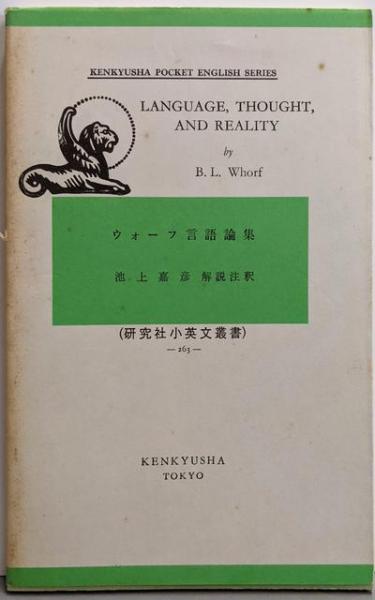 KENKYUSHA POCKET ENGLISH SERIES
LANGUAGE, THOUGHT,
AND REALITY
by
B. L. Whorf
ウォーフ言語論集
池上嘉彦 解説注釈
(研究社小英文叢書)
— 263 —
KENKYUSHA
TOKYO